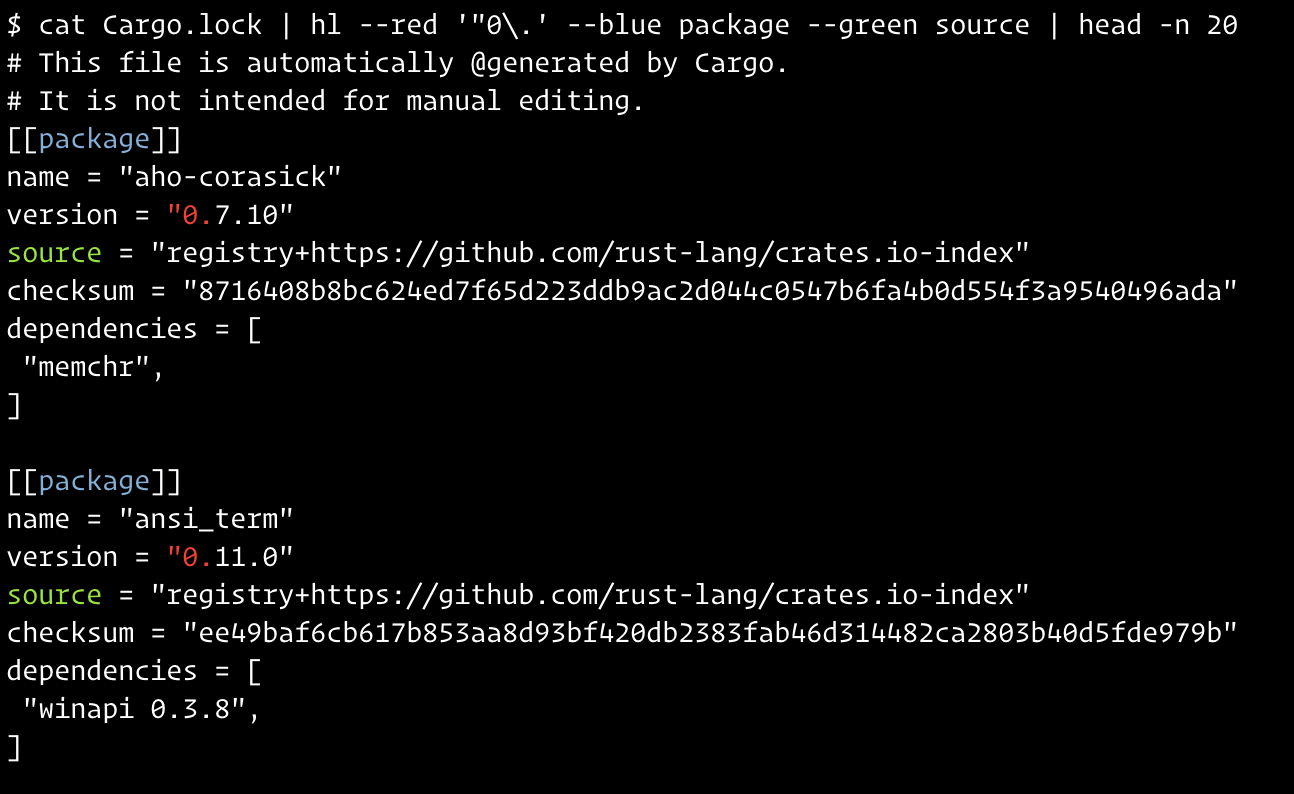 $ cat Cargo.lock | hl --red '"0\.' --blue package --green source | head -n 20
# This file is automatically @generated by Cargo.
# It is not intended for manual editing.
[[package]]
name = "aho-corasick"
version = "0.7.10"
source = "registry+https://github.com/rust-lang/crates.io-index"
checksum = "8716408b8bc624ed7f65d223ddb9ac2d044c0547b6fa4b0d554f3a9540496ada"
dependencies = [
 "memchr",
]

[[package]]
name = "ansi_term"
version = "0.11.0"
source = "registry+https://github.com/rust-lang/crates.io-index"
checksum = "ee49baf6cb617b853aa8d93bf420db2383fab46d314482ca2803b40d5fde979b"
dependencies = [
 "winapi 0.3.8",
]